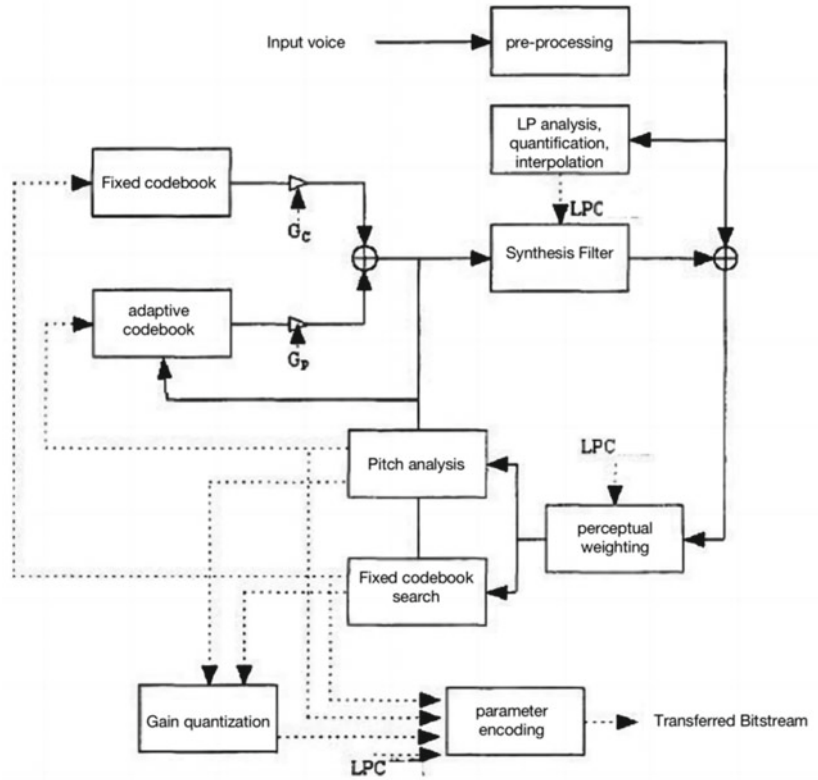 Input voice
pre-processing
LP analysis,
quantification,
interpolation
LPC
Fixed codebook
GC
Synthesis Filter
adaptive
codebook
GP
Pitch analysis
LPC
perceptual
weighting
Fixed codebook
search
Gain quantization
parameter
encoding
Transferred Bitstream
LPC